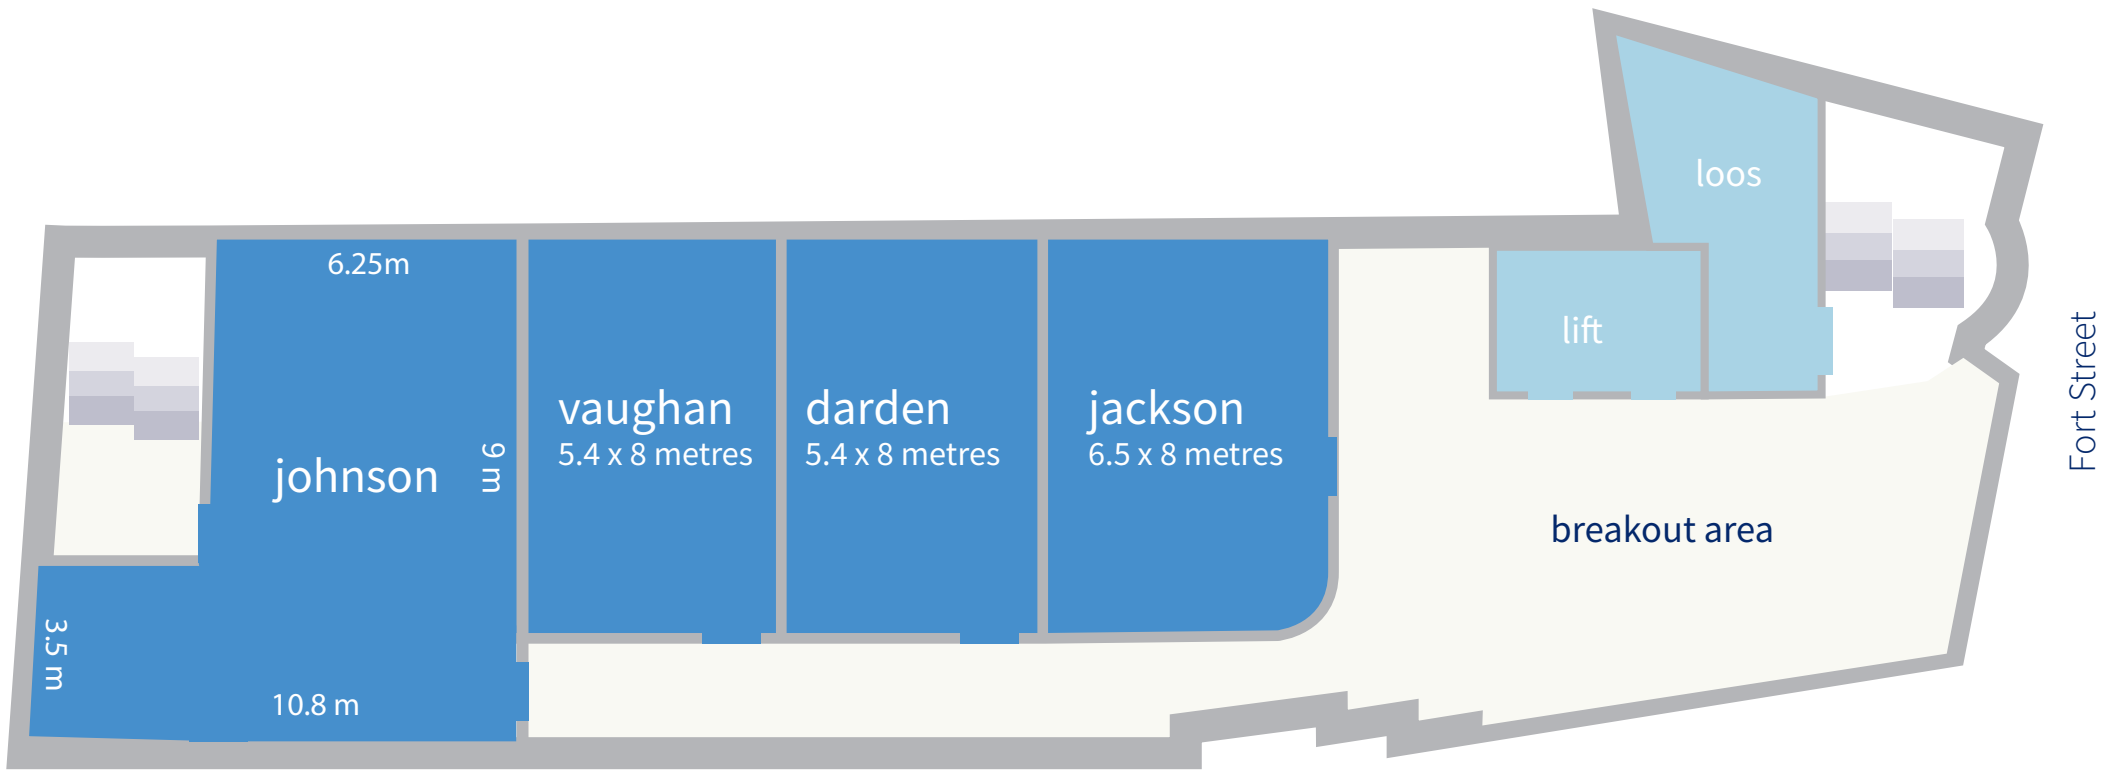 loos
6.25m
lift
Fort Street
vaughan
5.4 x 8 metres
darden
5.4 x 8 metres
jackson
6.5 x 8 metres
johnson
9 m
breakout area
3.5 m
10.8 m